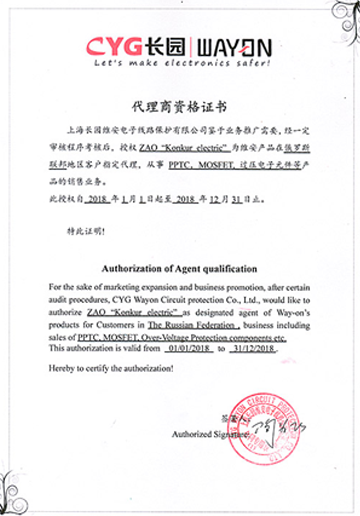 CYG长园 | WAYON
Let's make electronics safer!
代理商资格证书
上海长园维安电子线路保护有限公司鉴于业务推广需要，经一定
审核程序考核后，授权 ZAO “Konkur electric” 为维安产品在俄罗斯
联邦地区客户指定代理，从事 PPTC, MOSFET, 过压电子元件等产
品的销售业务。
此授权自 2018 年 1 月 1 日起至 2018 年 12 月 31 日止。
特此证明!
Authorization of Agent qualification
For the sake of marketing expansion and business promotion, after certain
audit procedures, CYG Wayon Circuit protection Co., Ltd., would like to
authorize ZAO “Konkur electric” as designated agent of Way-on's
products for Customers in The Russian Federation , business including
sales of PPTC, MOSFET, Over-Voltage Protection components etc.
This authorization is valid from 01/01/2018 to 31/12/2018 .
Hereby to certify the authorization!
Authorized Signature: